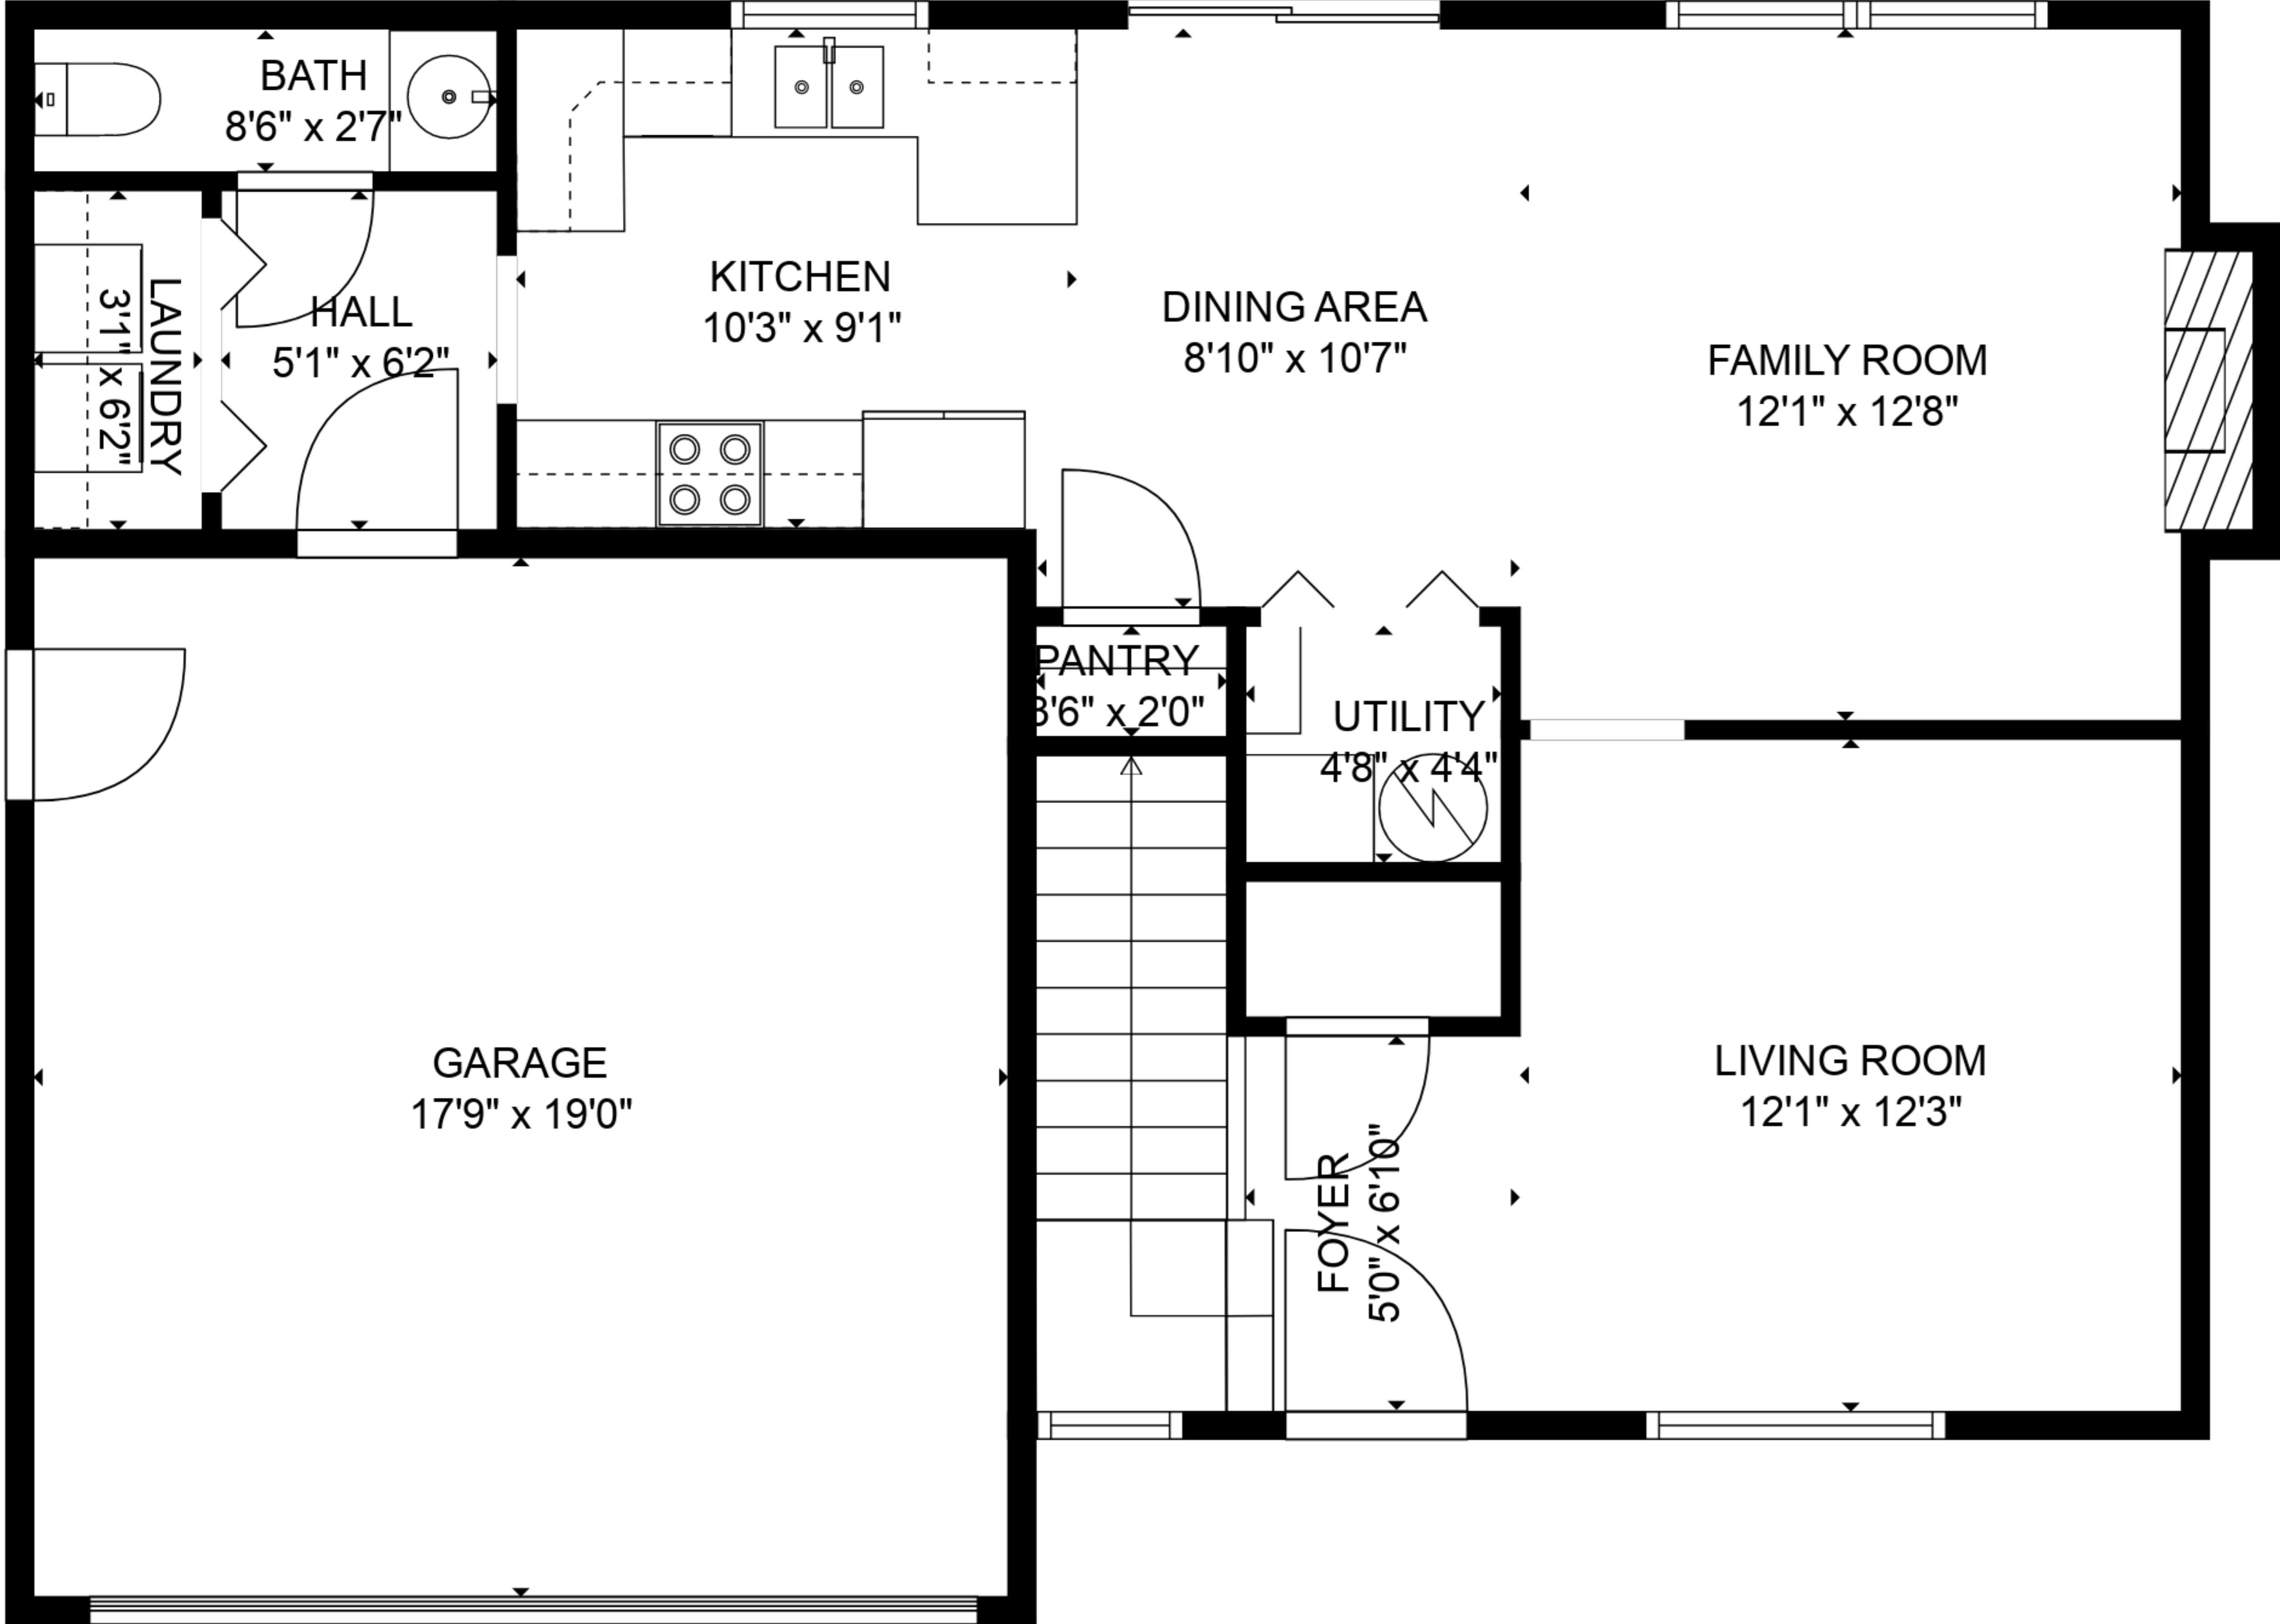 BATH
8'6" x 2'7"
LAUNDRY
3'1" x 6'2"
HALL
5'1" x 6'2"
KITCHEN
10'3" x 9'1"
DINING AREA
8'10" x 10'7"
FAMILY ROOM
12'1" x 12'8"
PANTRY
3'6" x 2'0"
UTILITY
4'8" x 4'4"
GARAGE
17'9" x 19'0"
FOYER
5'0" x 6'10"
LIVING ROOM
12'1" x 12'3"